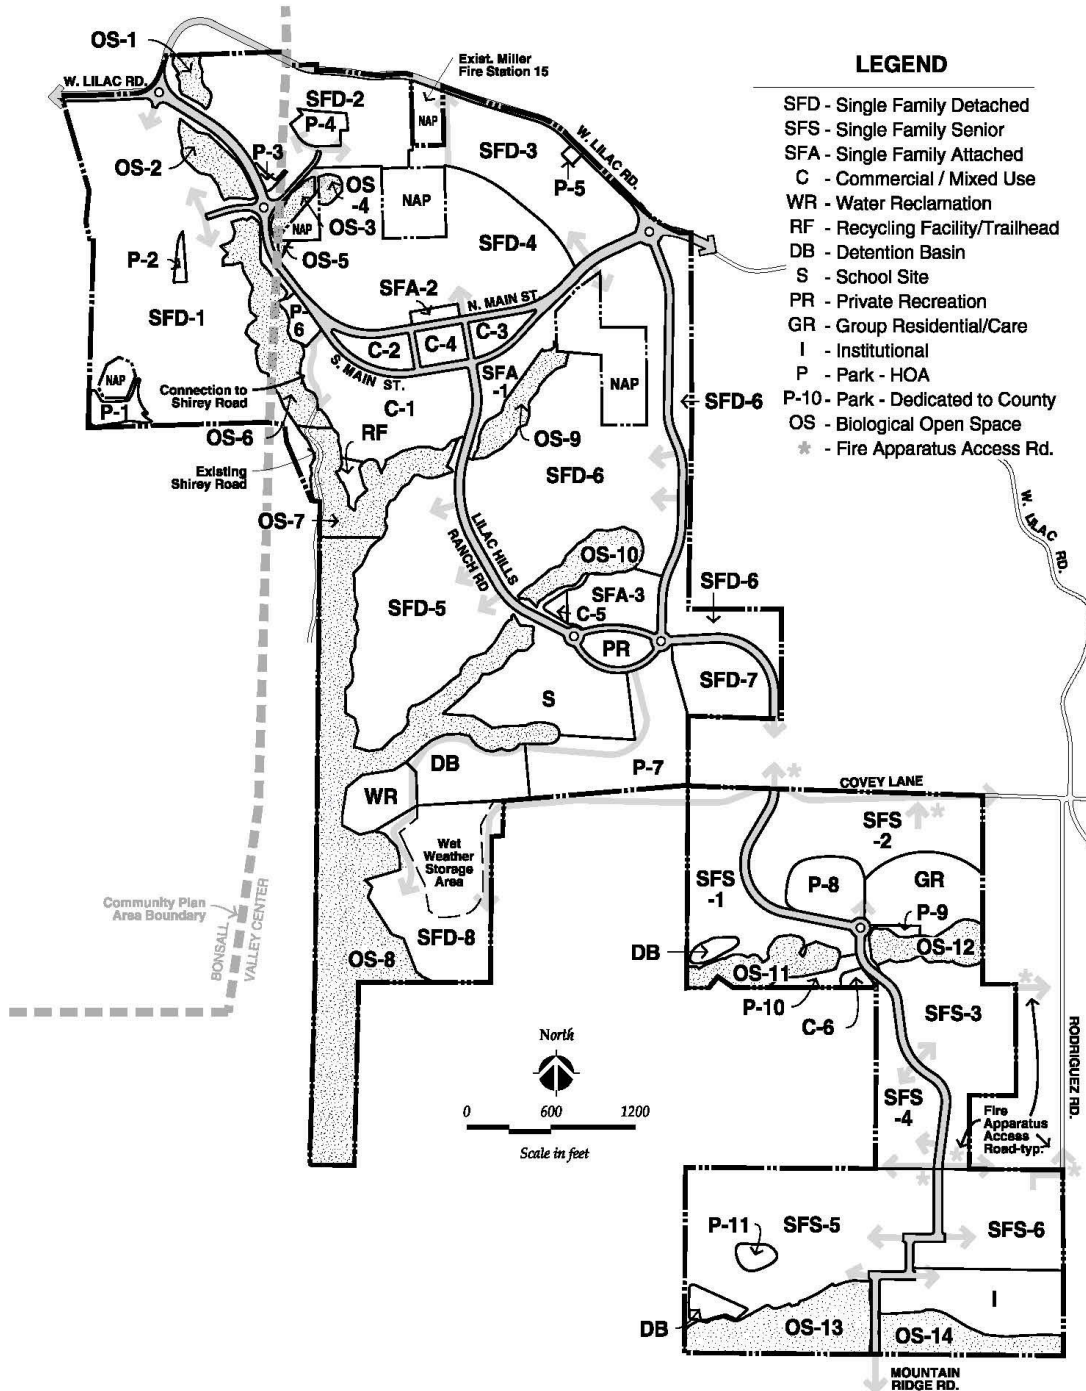 OS-1
W. LILAC RD.
Exist. Miller
Fire Station 15
SFD-2
P-4
NAP
SFD-3
W. LILAC RD.
P-5
OS-2
P-3
OS
-4
NAP
NAP
OS-3
OS-5
SFD-4
P-2
SFD-1
SFA-2
N. MAIN ST.
P-
6
C-2
C-4
C-3
S. MAIN ST.
SFA
-1
NAP
NAP
P-1
Connection to
Shirey Road
C-1
SFD-6
OS-6
RF
OS-9
Existing
Shirey Road
SFD-6
OS-7
LILAC HILLS
RANCH RD
OS-10
SFD-5
SFA-3
C-5
SFD-6
PR
SFD-7
S
DB
P-7
WR
COVEY LANE
Wet
Weather
Storage
Area
SFS
-2
SFS
-1
P-8
GR
P-9
Community Plan
Area Boundary
BONSALL
VALLEY CENTER
SFD-8
OS-8
DB
OS-11
OS-12
P-10
C-6
SFS-3
SFS
-4
Fire
Apparatus
Access
Road-typ.
RODRIGUEZ RD.
W. LILAC RD.
North
0 600 1200
Scale in feet
P-11
SFS-5
SFS-6
I
DB
OS-13
OS-14
MOUNTAIN
RIDGE RD.
LEGEND
SFD - Single Family Detached
SFS - Single Family Senior
SFA - Single Family Attached
C - Commercial / Mixed Use
WR - Water Reclamation
RF - Recycling Facility/Trailhead
DB - Detention Basin
S - School Site
PR - Private Recreation
GR - Group Residential/Care
I - Institutional
P - Park - HOA
P-10 - Park - Dedicated to County
OS - Biological Open Space
* - Fire Apparatus Access Rd.